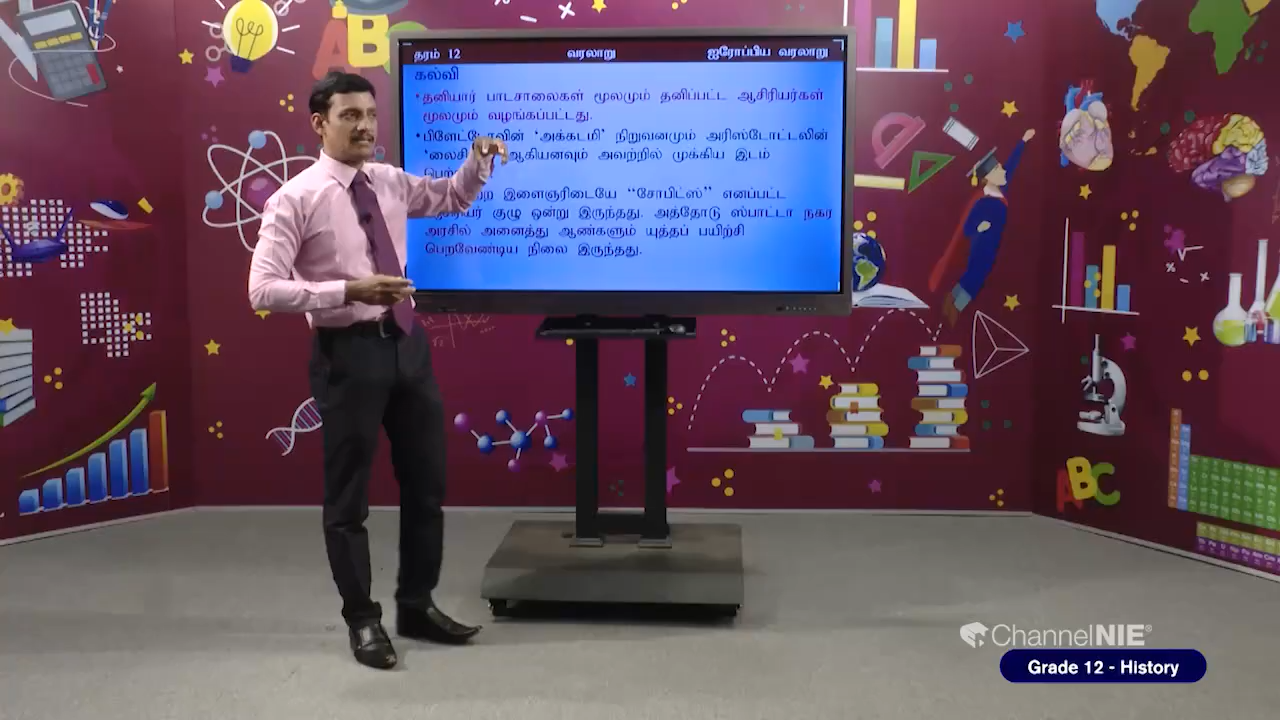 தரம் 12 வரலாறு ஐரோப்பிய வரலாறு
கல்வி
•தனியார் பாடசாலைகள் மூலமும் தனிப்பட்ட ஆசிரியர்கள்
மூலமும் வழங்கப்பட்டது.
•பிளேட்டோவின் ‘அக்கடமி’ நிறுவனமும் அரிஸ்டோட்டலின்
ஆகியனவும் அவற்றில் முக்கிய இடம்
இளைஞரிடையே “சோபிட்ஸ்” எனப்பட்ட
குழு ஒன்று இருந்தது. அத்தோடு ஸ்பாட்டா நகர
அரசில் அனைத்து ஆண்களும் யுத்தப் பயிற்சி
பெறவேண்டிய நிலை இருந்தது.
AB
ABC
ChannelNIE®
Grade 12 - History